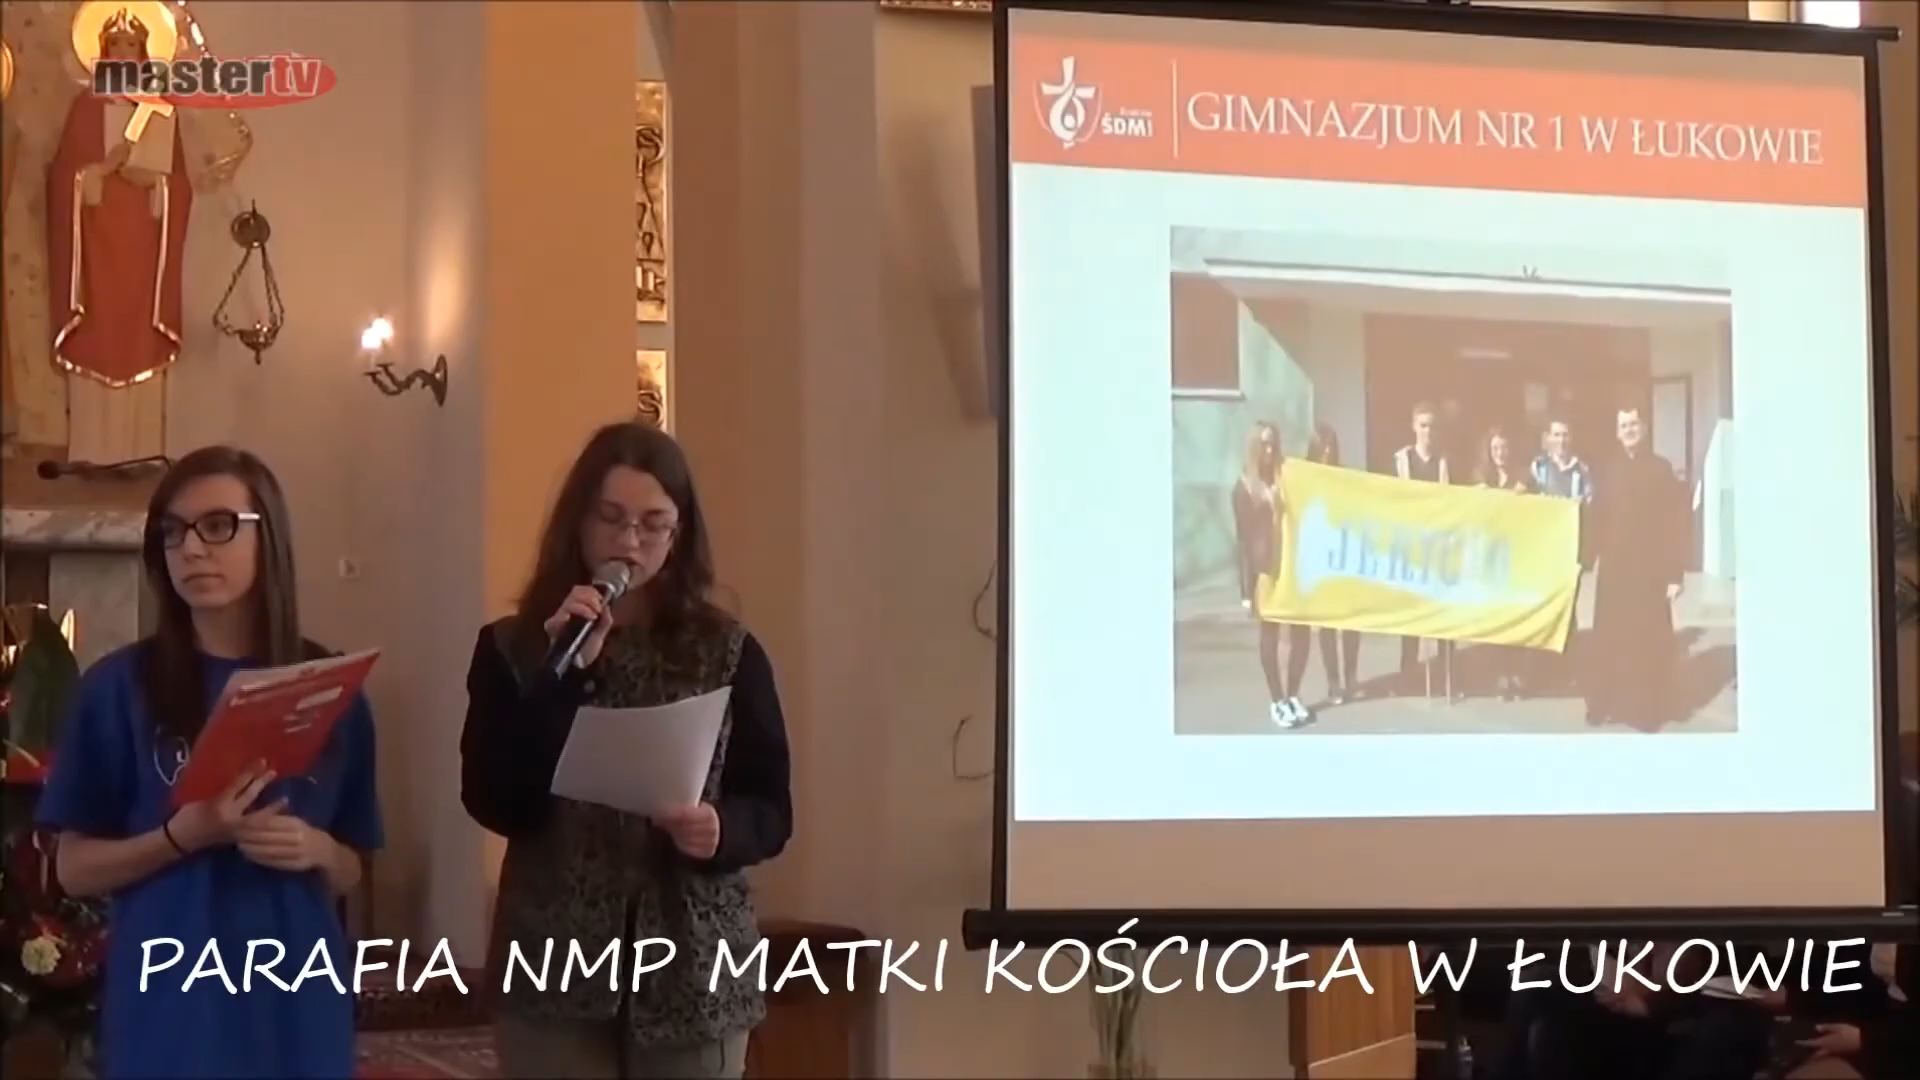 mastertv
ŚDM
GIMNAZJUM NR 1 W ŁUKOWIE
PARAFIA NMP MATKI KOŚCIOŁA W ŁUKOWIE